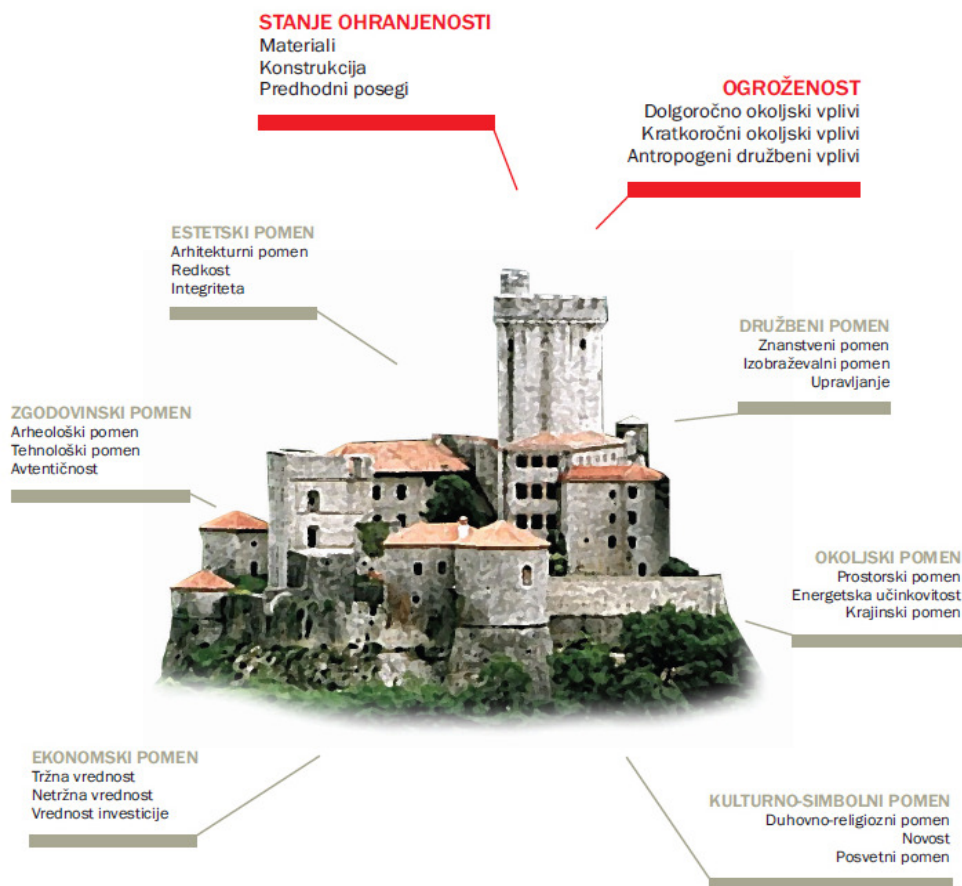 STANJE OHRANJENOSTI
Materiali
Konstrukcija
Predhodni posegi
OGROŽENOST
Dolgoročno okoljski vplivi
Kratkoročni okoljski vplivi
Antropogeni družbeni vplivi
ESTETSKI POMEN
Arhitekturni pomen
Redkost
Integriteta
DRUŽBENI POMEN
Znanstveni pomen
Izobraževalni pomen
Upravljanje
ZGODOVINSKI POMEN
Arheološki pomen
Tehnološki pomen
Avtentičnost
OKOLJSKI POMEN
Prostorski pomen
Energetska učinkovitost
Krajinski pomen
EKONOMSKI POMEN
Tržna vrednost
Netržna vrednost
Vrednost investicije
KULTURNO-SIMBOLNI POMEN
Duhovno-religiozni pomen
Novost
Posvetni pomen